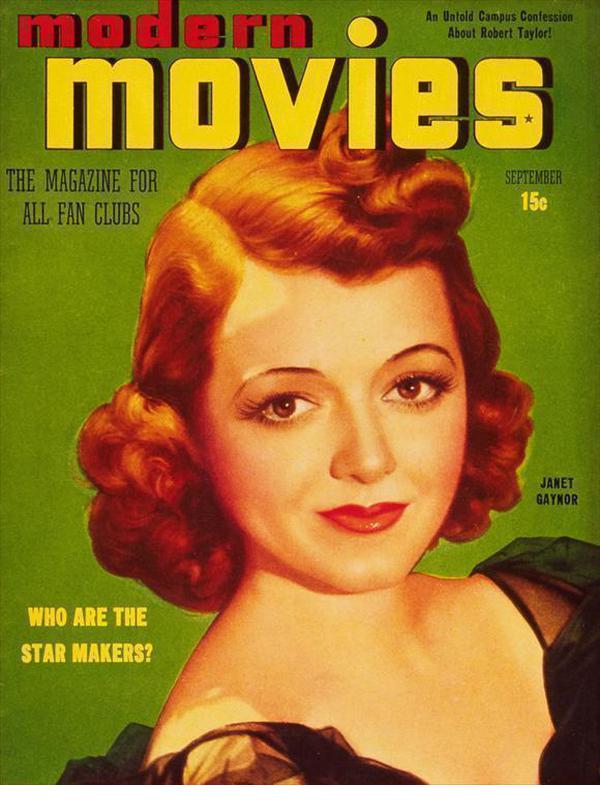 modern
movies
An Untold Campus Confession
About Robert Taylor!
THE MAGAZINE FOR
ALL FAN CLUBS
SEPTEMBER
15c
JANET
GAYNOR
WHO ARE THE
STAR MAKERS?